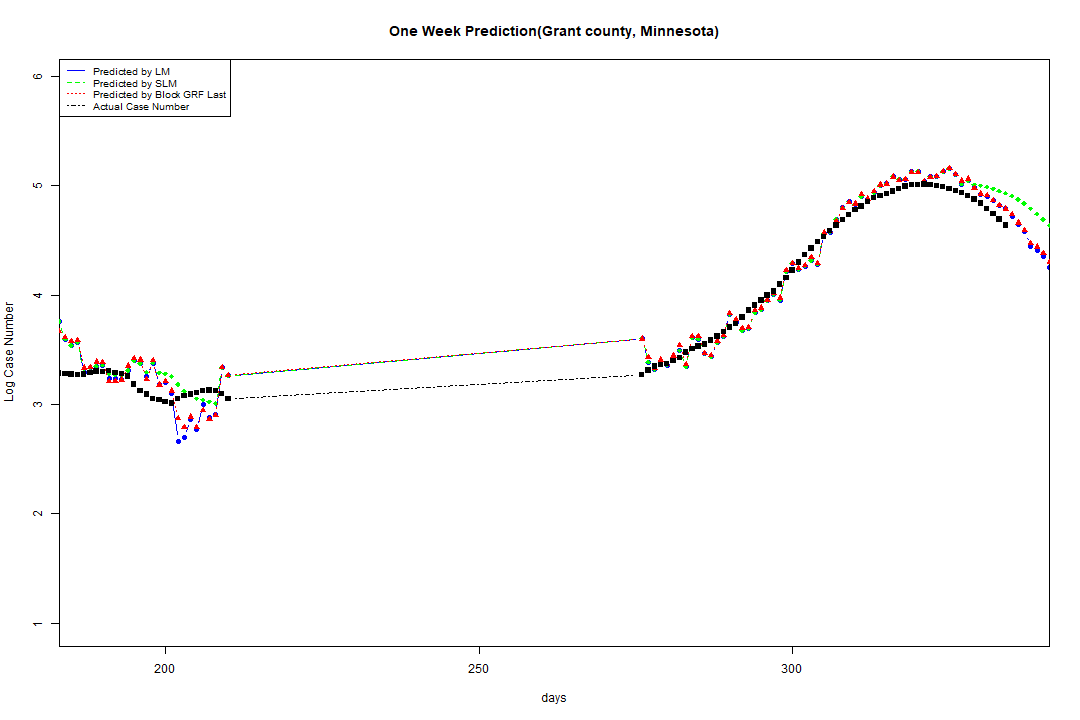 One Week Prediction(Grant county, Minnesota)
Predicted by LM
Predicted by SLM
Predicted by Block GRF Last
Actual Case Number
6
5
4
3
2
1
Log Case Number
200
250
300
days